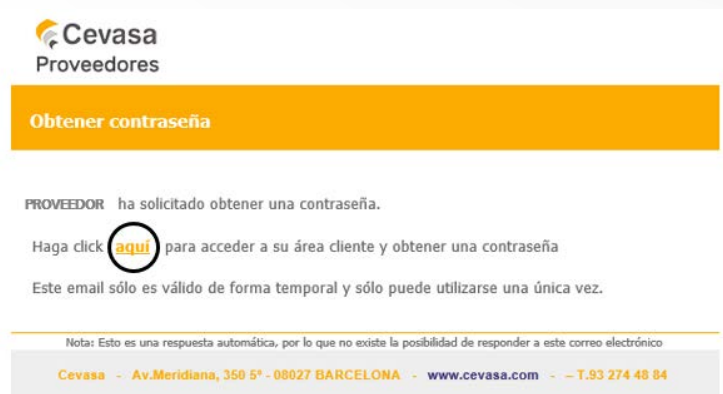 Cevasa
Proveedores
Obtener contraseña
PROVEEDOR ha solicitado obtener una contraseña.
Haga click aquí para acceder a su área cliente y obtener una contraseña
Este email sólo es válido de forma temporal y sólo puede utilizarse una única vez.
Nota: Esto es una respuesta automática, por lo que no existe la posibilidad de responder a este correo electrónico
Cevasa - Av.Meridiana, 350 5º - 08027 BARCELONA - www.cevasa.com - – T.93 274 48 84